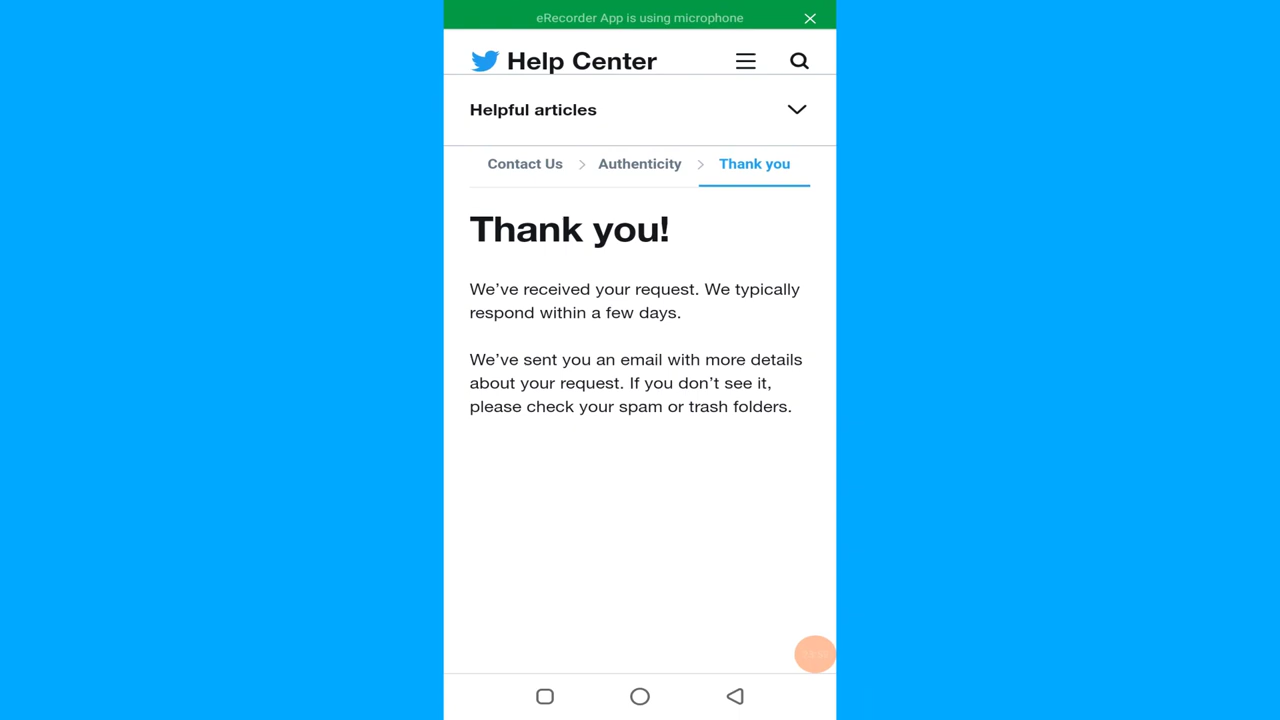 eRecorder App is using microphone
Help Center
Helpful articles
Contact Us
Authenticity
Thank you
Thank you!
We’ve received your request. We typically
respond within a few days.
We’ve sent you an email with more details
about your request. If you don’t see it,
please check your spam or trash folders.